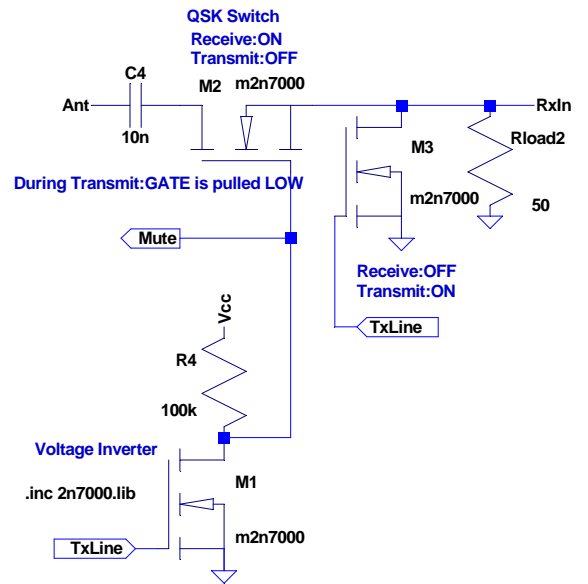 QSK Switch
Receive:ON
Transmit:OFF
C4
M2
m2n7000
Ant
RxIn
10n
M3
Rload2
During Transmit:GATE is pulled LOW
m2n7000
50
Mute
Receive:OFF
Transmit:ON
Vcc
TxLine
R4
100k
Voltage Inverter
M1
.inc 2n7000.lib
m2n7000
TxLine